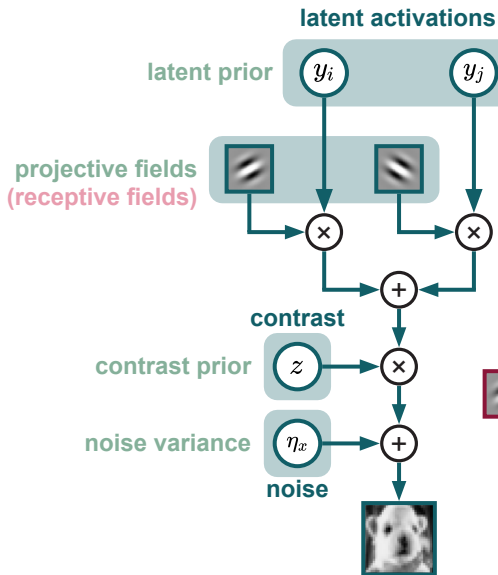 latent activations
latent prior
y_i
y_j
projective fields
(receptive fields)
×
×
+
contrast
contrast prior
z
×
noise variance
η_x
+
noise